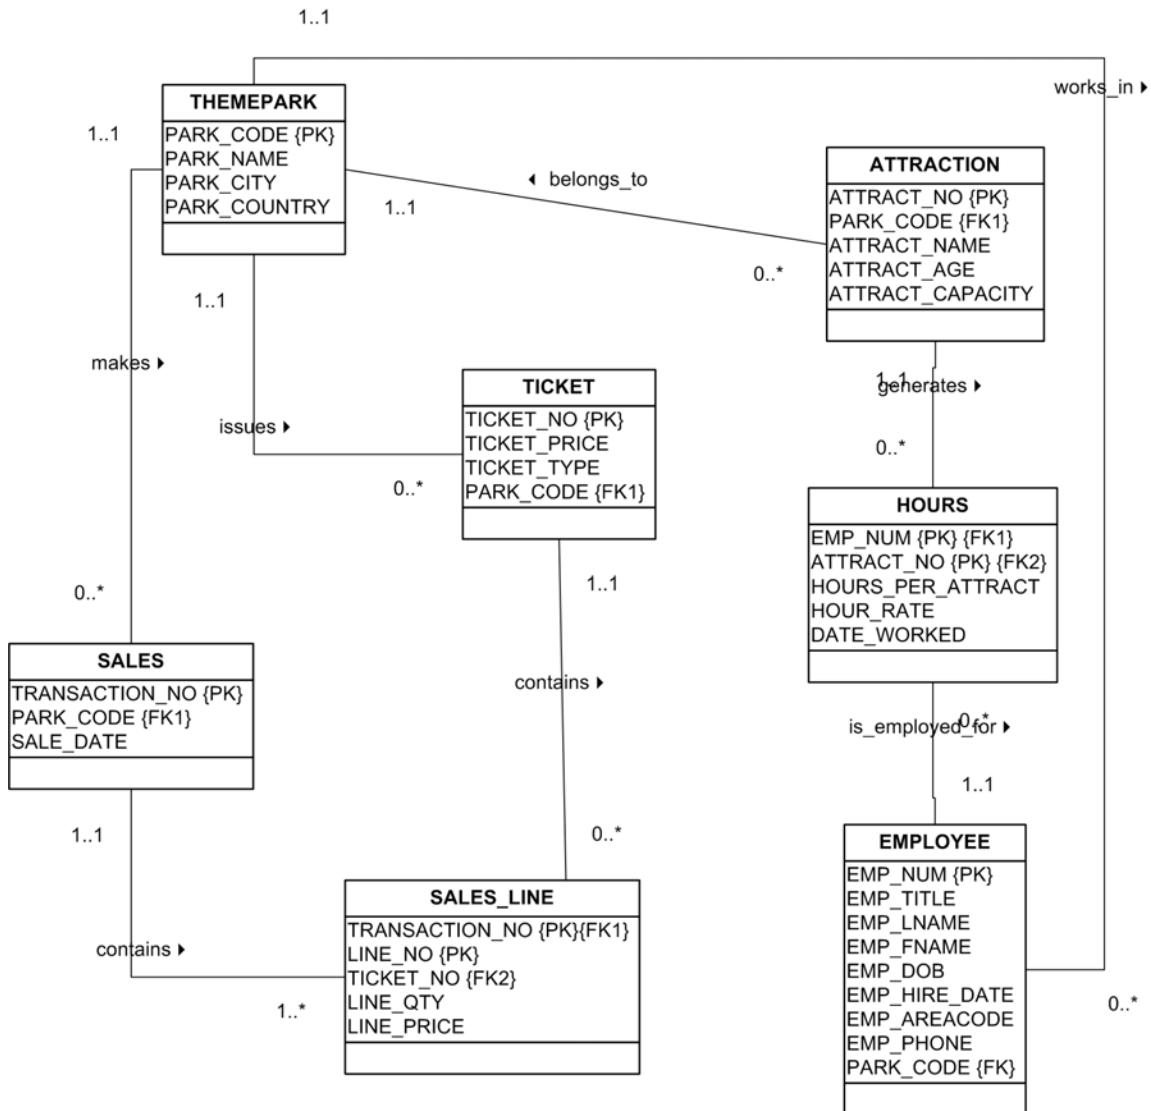 1..1
works_in
THEMEPARK
PARK_CODE {PK}
PARK_NAME
PARK_CITY
PARK_COUNTRY
1..1
belongs_to
1..1
0..*
ATTRACTION
ATTRACT_NO {PK}
PARK_CODE {FK1}
ATTRACT_NAME
ATTRACT_AGE
ATTRACT_CAPACITY
1..1
makes
issues
0..*
TICKET
TICKET_NO {PK}
TICKET_PRICE
TICKET_TYPE
PARK_CODE {FK1}
1..1
generates
0..*
HOURS
EMP_NUM {PK} {FK1}
ATTRACT_NO {PK} {FK2}
HOURS_PER_ATTRACT
HOUR_RATE
DATE_WORKED
1..1
0..*
SALES
TRANSACTION_NO {PK}
PARK_CODE {FK1}
SALE_DATE
contains
0..*
is_employed_for
1..1
1..1
0..*
contains
1..*
SALES_LINE
TRANSACTION_NO {PK}{FK1}
LINE_NO {PK}
TICKET_NO {FK2}
LINE_QTY
LINE_PRICE
EMPLOYEE
EMP_NUM {PK}
EMP_TITLE
EMP_LNAME
EMP_FNAME
EMP_DOB
EMP_HIRE_DATE
EMP_AREACODE
EMP_PHONE
PARK_CODE {FK}
0..*